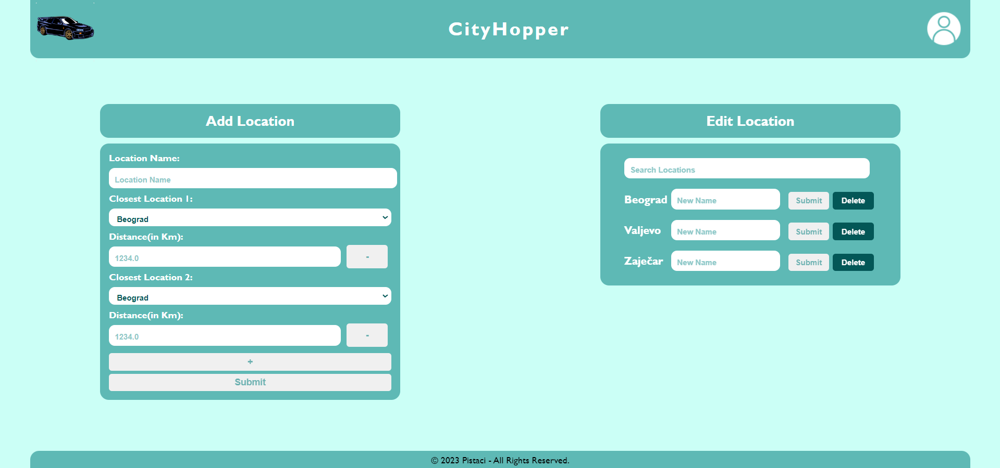 CityHopper
Add Location
Location Name:
Location Name
Closest Location 1:
Beograd
Distance(in Km):
1234.0
-
Closest Location 2:
Beograd
Distance(in Km):
1234.0
-
+
Submit
Edit Location
Search Locations
Beograd New Name Submit Delete
Valjevo New Name Submit Delete
Zaječar New Name Submit Delete
© 2023 Pistaci - All Rights Reserved.